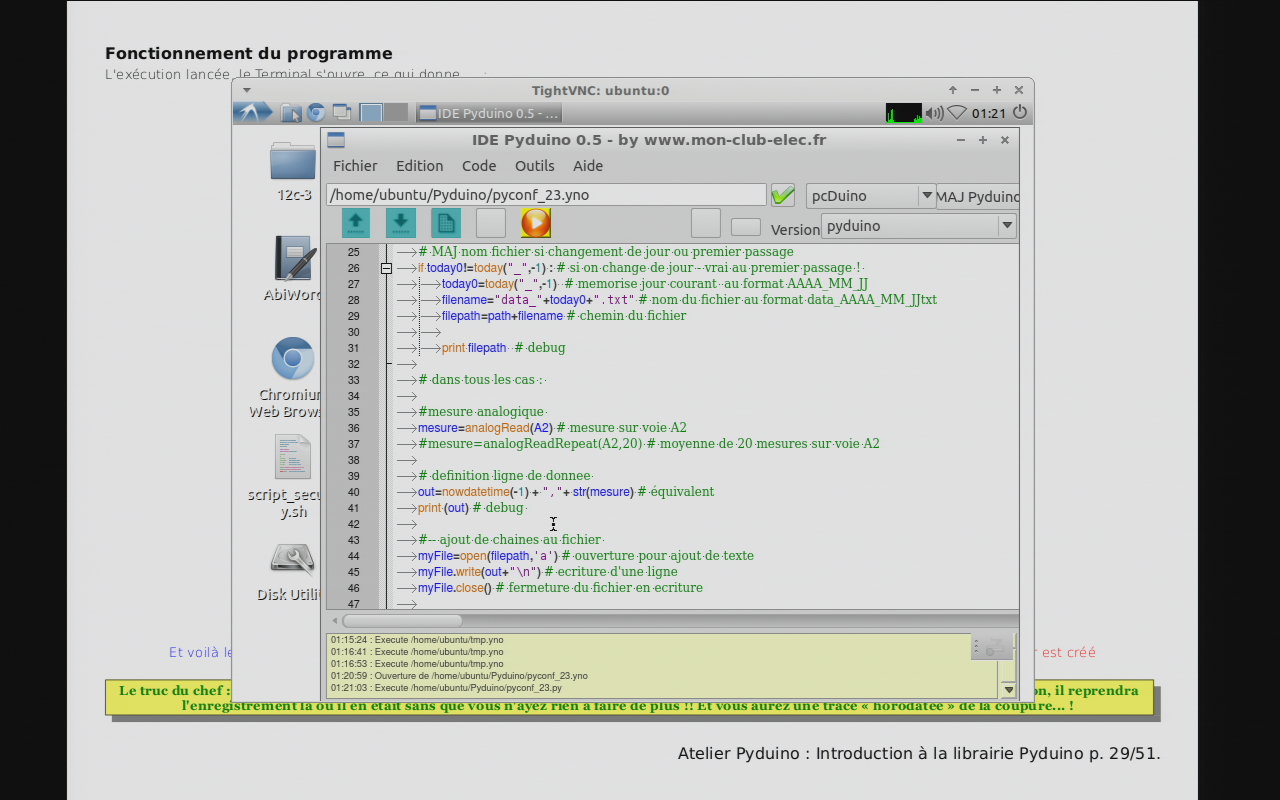 Fonctionnement du programme
L'exécution lancée, le Terminal s'ouvre, ce qui donne
TightVNC: ubuntu:0
IDE Pyduino 0.5 - ...
01:21
IDE Pyduino 0.5 - by www.mon-club-elec.fr
Fichier Edition Code Outils Aide
/home/ubuntu/Pyduino/pyconf_23.yno
pcDuino
MAJ Pyduino
Version
pyduino
12c-3
AbiWord
Chromiur
Web Brow
script_secu
y.sh
Disk Utili
25 # MAJ nom fichier si changement de jour ou premier passage
26 if today0!=today("_",-1) : # si on change de jour - vrai au premier passage !
27 today0=today("_",-1) # memorise jour courant - au format AAAA_MM_JJ
28 filename="data_"+today0+".txt" # nom du fichier au format data_AAAA_MM_JJtxt
29 filepath=path+filename # chemin du fichier
30
31 print filepath # debug
32
33 # dans tous les cas :
34
35 #mesure analogique
36 mesure=analogRead(A2) # mesure sur voie A2
37 #mesure=analogReadRepeat(A2,20) # moyenne de 20 mesures sur voie A2
38
39 # definition ligne de donnee
40 out=nowdatetime(-1) + ","+ str(mesure) # équivalent
41 print (out) # debug
42
43 #-- ajout de chaines au fichier
44 myFile=open(filepath,'a') # ouverture pour ajout de texte
45 myFile.write(out+"\n") # ecriture d'une ligne
46 myFile.close() # fermeture du fichier en ecriture
47
01:15:24 : Execute /home/ubuntu/tmp.yno
01:16:41 : Execute /home/ubuntu/tmp.yno
01:16:53 : Execute /home/ubuntu/tmp.yno
01:20:59 : Ouverture de /home/ubuntu/Pyduino/pyconf_23.yno
01:21:03 : Execute /home/ubuntu/Pyduino/pyconf_23.py
Et voilà le
est créé
Le truc du chef : on, il reprendra
l'enregistrement là où il en était sans que vous n'ayez rien à faire de plus !! Et vous aurez une trace « horodatée » de la coupure... !
Atelier Pyduino : Introduction à la librairie Pyduino p. 29/51.